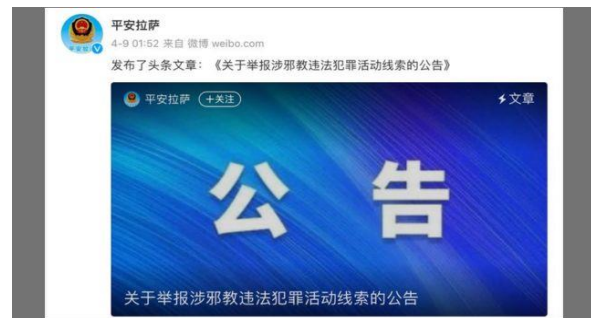 平安拉萨
4-9 01:52 来自 微博 weibo.com
发布了头条文章：《关于举报涉邪教违法犯罪活动线索的公告》
平安拉萨 +关注 文章
公告
关于举报涉邪教违法犯罪活动线索的公告